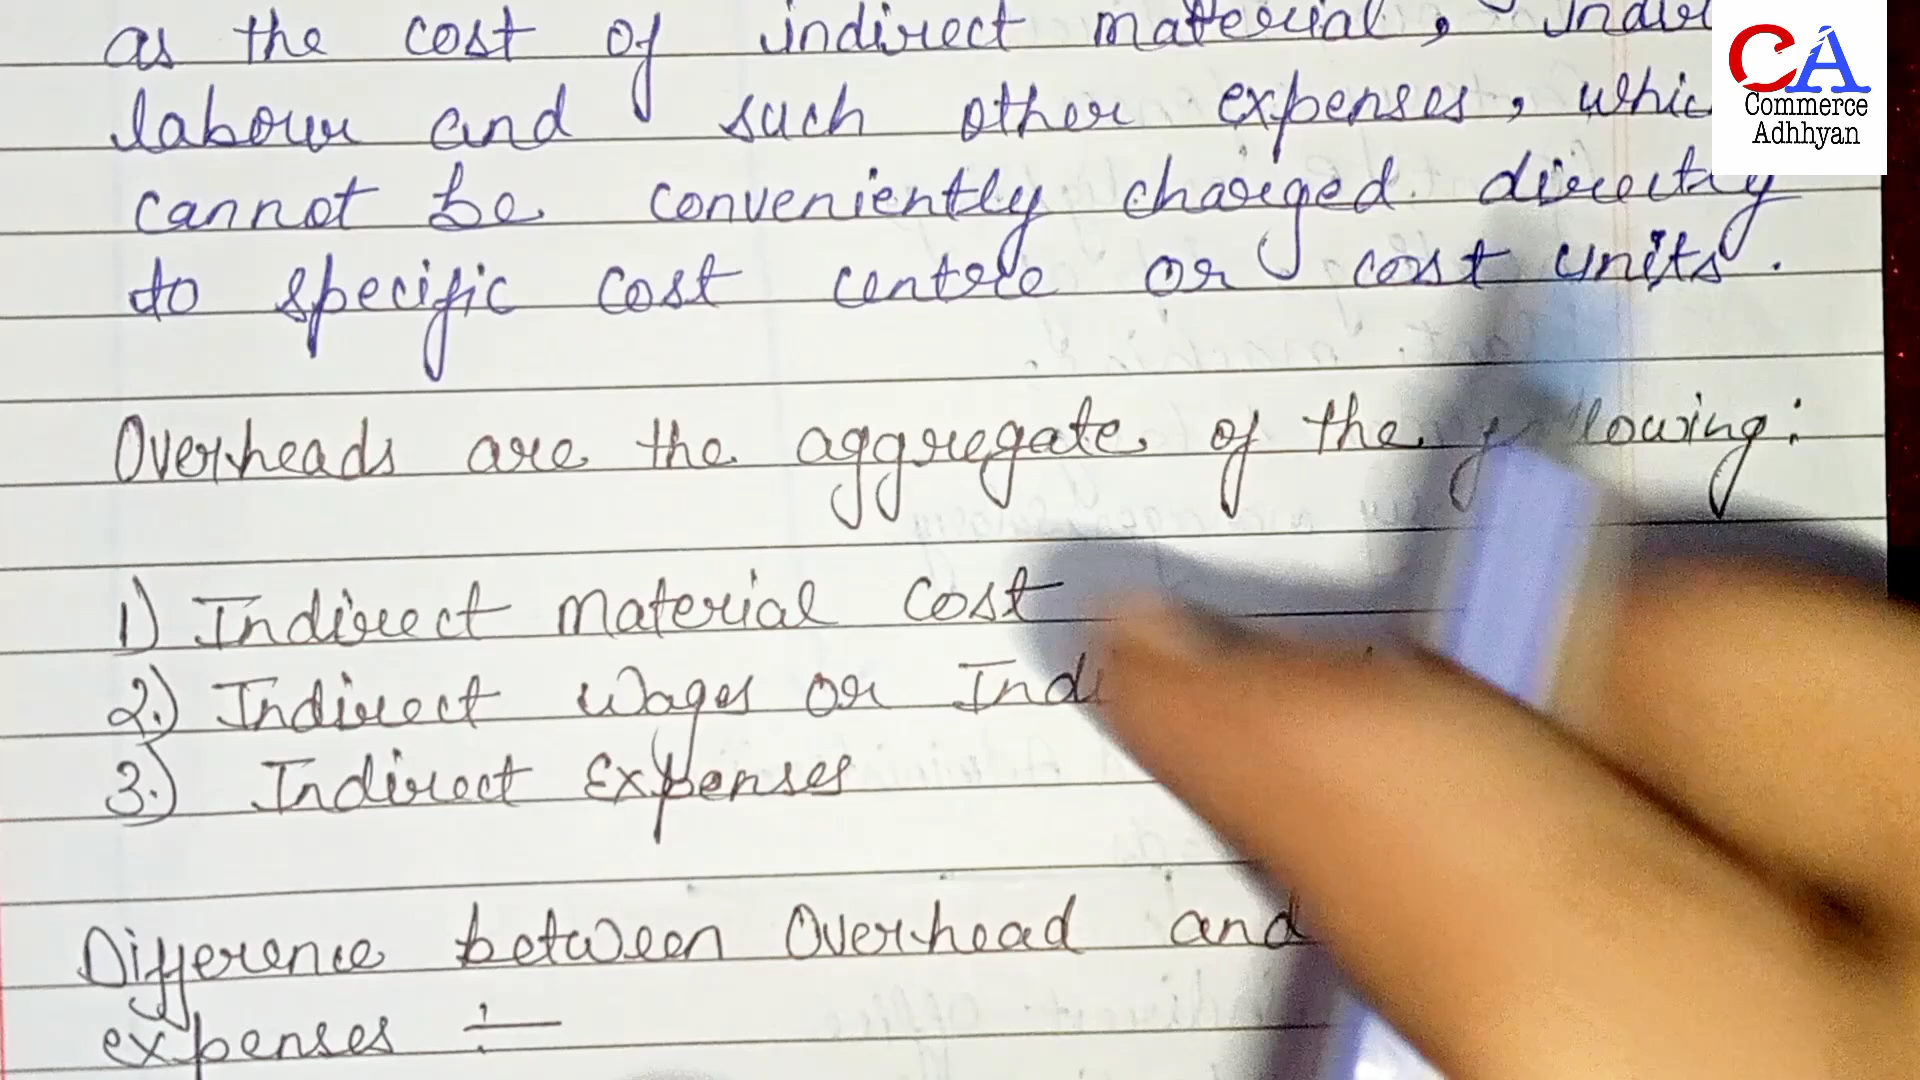 as the cost of indirect material,
labour and such other expenses,
cannot be conveniently charged directly
to specific cost centre or cost units.
Overheads are the aggregate of the
1) Indirect material cost
2.) Indirect wages or
3.) Indirect Expenses
Difference between Overhead and
expenses ÷
CA
Commerce
Adhhyan